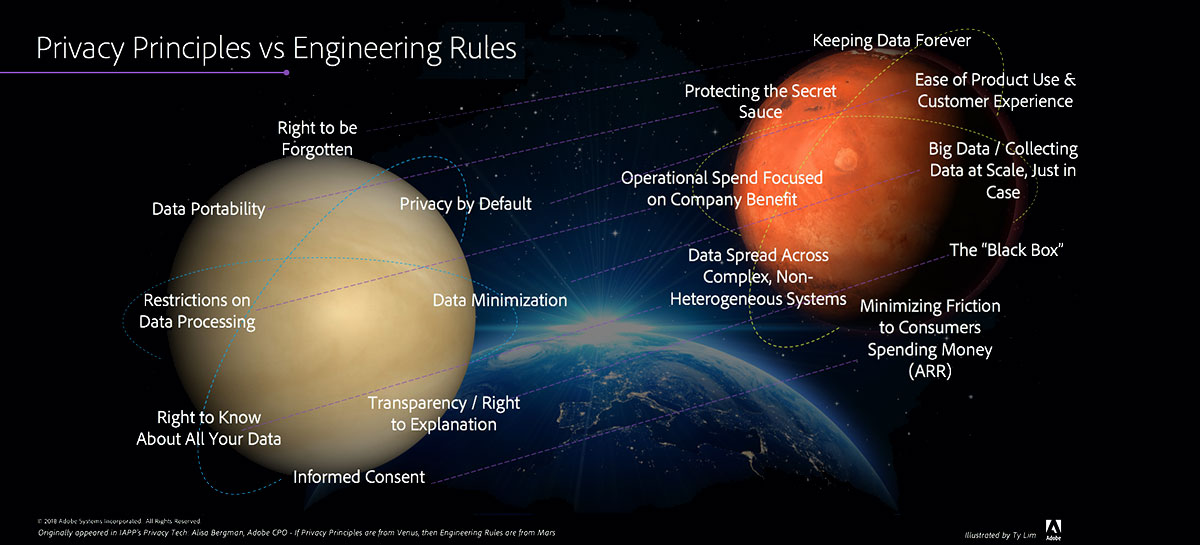 Privacy Principles vs Engineering Rules
Right to be
Forgotten
Data Portability
Privacy by Default
Restrictions on
Data Processing
Data Minimization
Right to Know
About All Your Data
Transparency / Right
to Explanation
Informed Consent
Keeping Data Forever
Protecting the Secret
Sauce
Ease of Product Use &
Customer Experience
Operational Spend Focused
on Company Benefit
Big Data / Collecting
Data at Scale, Just in
Case
Data Spread Across
Complex, Non-
Heterogeneous Systems
The "Black Box"
Minimizing Friction
to Consumers
Spending Money
(ARR)
© 2018 Adobe Systems Incorporated. All Rights Reserved.
Originally appeared in IAPP's Privacy Tech: Alisa Bergman, Adobe CPO - If Privacy Principles are from Venus, then Engineering Rules are from Mars
Illustrated by Ty Lim
Adobe